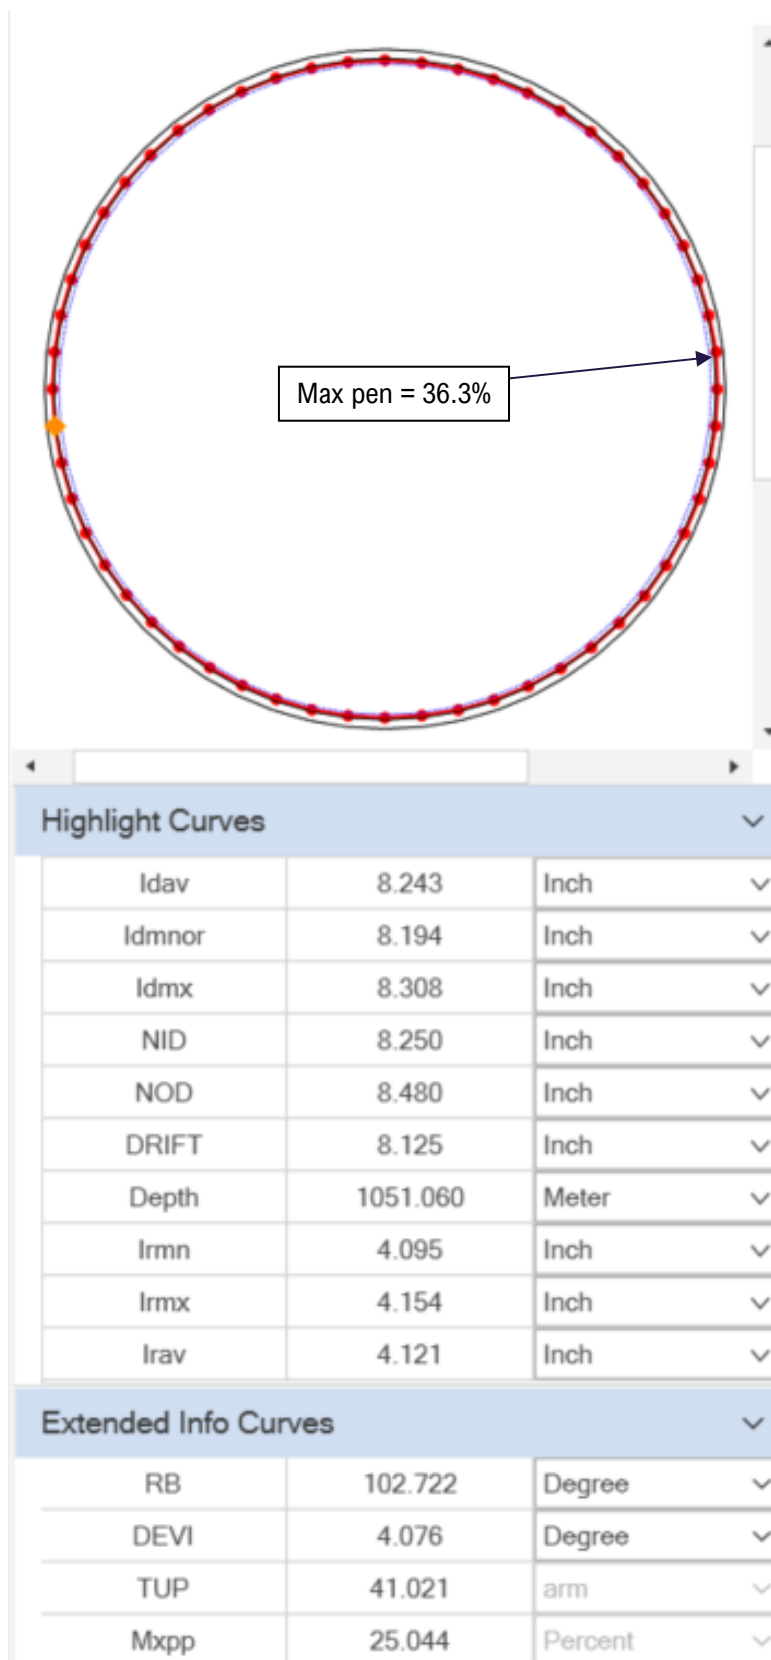 Max pen = 36.3%
Highlight Curves
Idav 8.243 Inch
Idmnor 8.194 Inch
Idmx 8.308 Inch
NID 8.250 Inch
NOD 8.480 Inch
DRIFT 8.125 Inch
Depth 1051.060 Meter
Irmn 4.095 Inch
Irmx 4.154 Inch
Irav 4.121 Inch
Extended Info Curves
RB 102.722 Degree
DEVI 4.076 Degree
TUP 41.021 arm
Mxpp 25.044 Percent